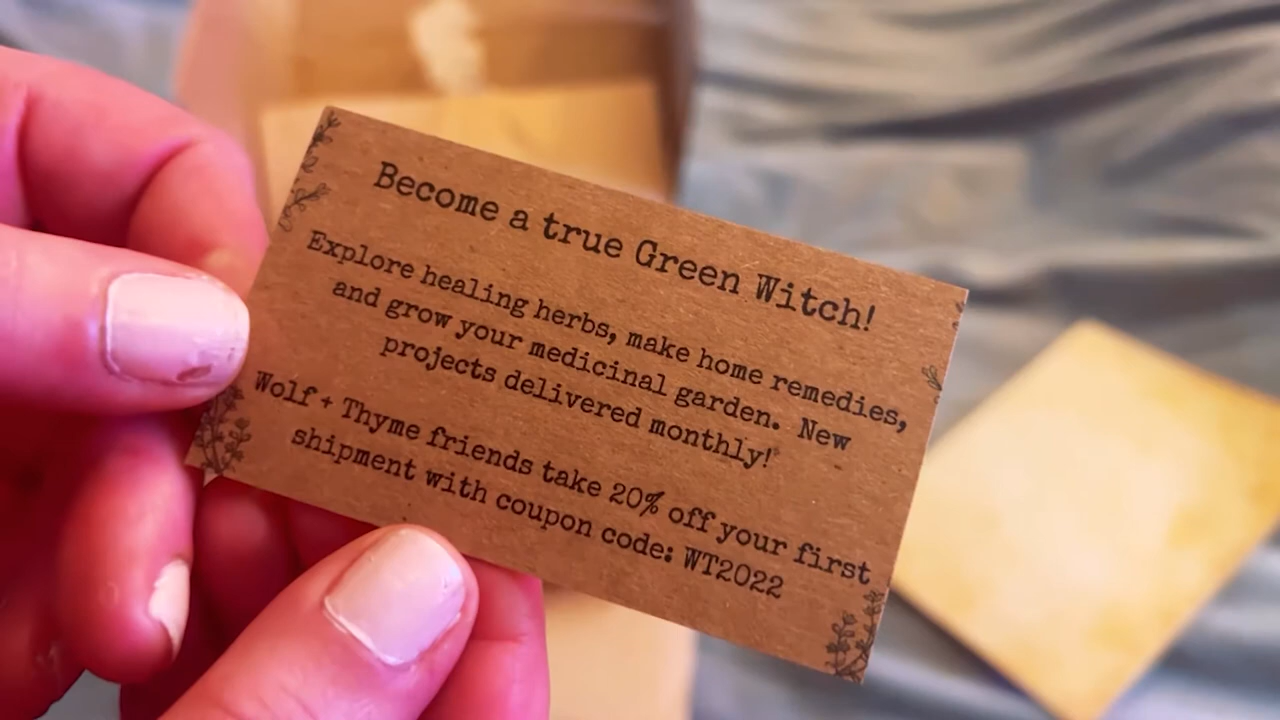 Become a true Green Witch!
Explore healing herbs, make home remedies,
and grow your medicinal garden. New
projects delivered monthly!
Wolf + Thyme friends take 20% off your first
shipment with coupon code: WT2022